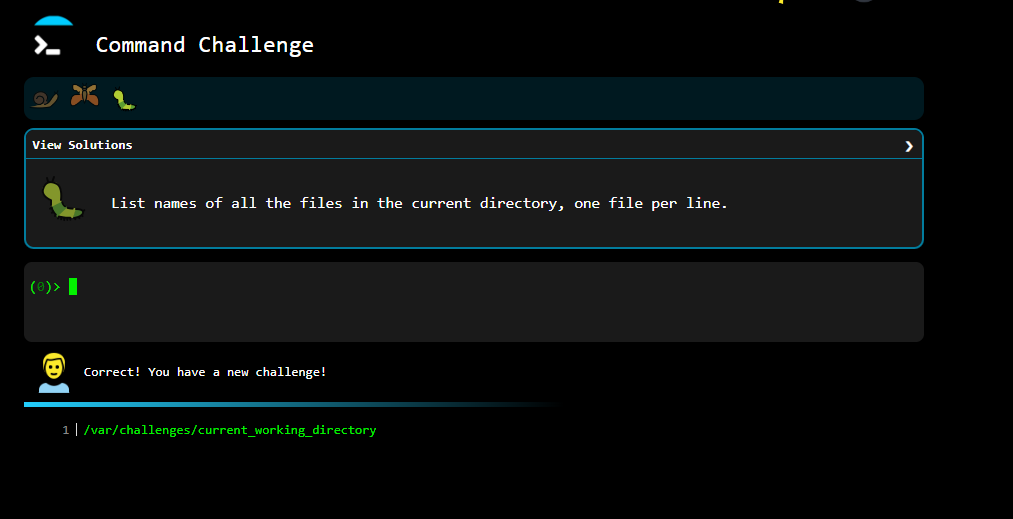 Command Challenge
View Solutions
List names of all the files in the current directory, one file per line.
(0)>
Correct! You have a new challenge!
1 /var/challenges/current_working_directory